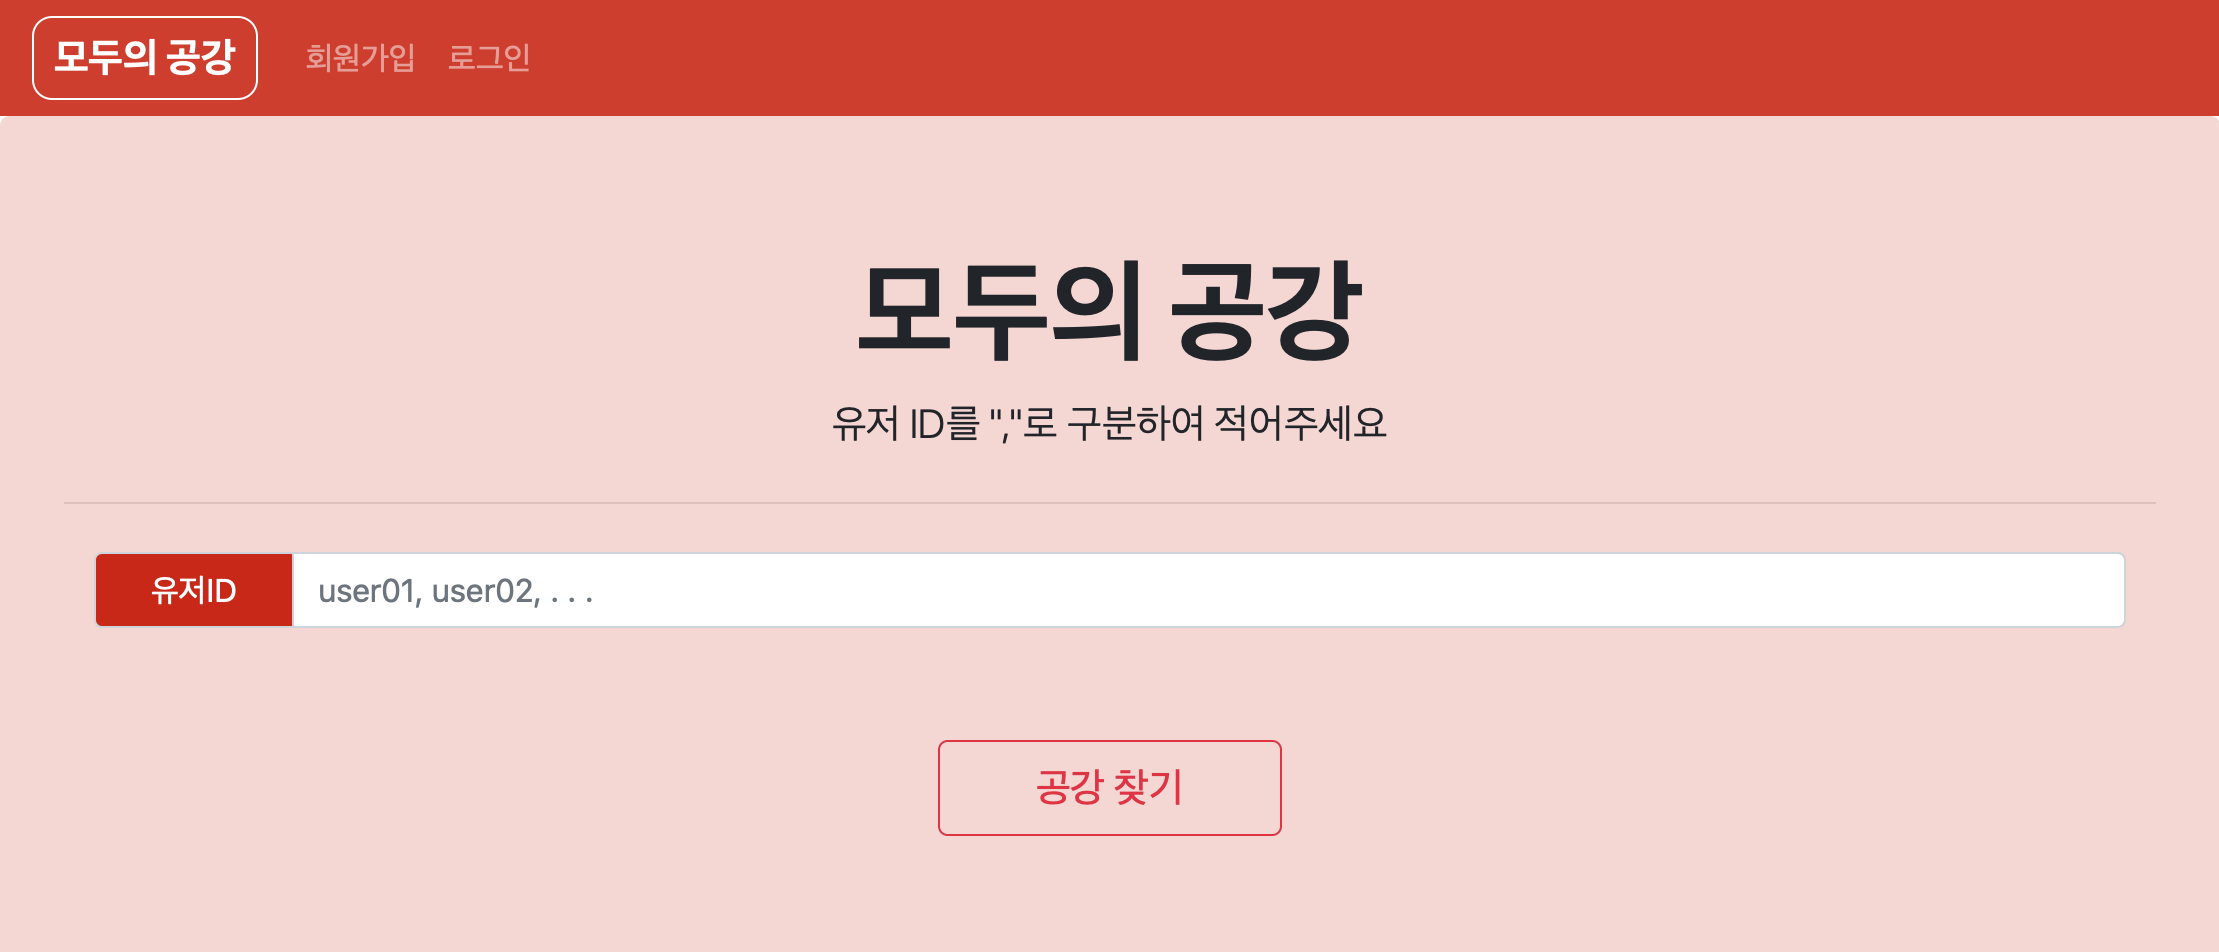 모두의 공강 회원가입 로그인
모두의 공강
유저 ID를 ","로 구분하여 적어주세요
유저ID user01, user02, . . .
공강 찾기